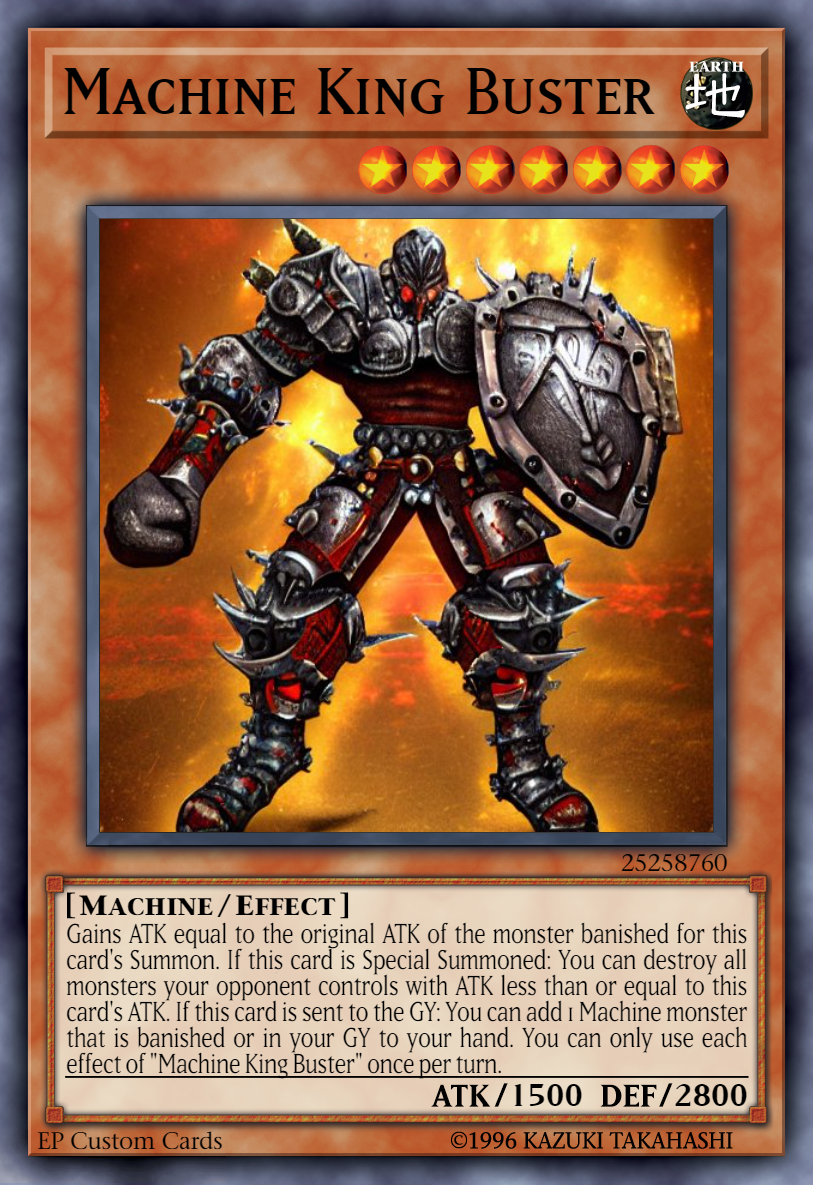 Machine King Buster
EARTH
地
25258760
[Machine/Effect]
Gains ATK equal to the original ATK of the monster banished for this
card's Summon. If this card is Special Summoned: You can destroy all
monsters your opponent controls with ATK less than or equal to this
card's ATK. If this card is sent to the GY: You can add 1 Machine monster
that is banished or in your GY to your hand. You can only use each
effect of "Machine King Buster" once per turn.
ATK/1500 DEF/2800
EP Custom Cards
©1996 KAZUKI TAKAHASHI